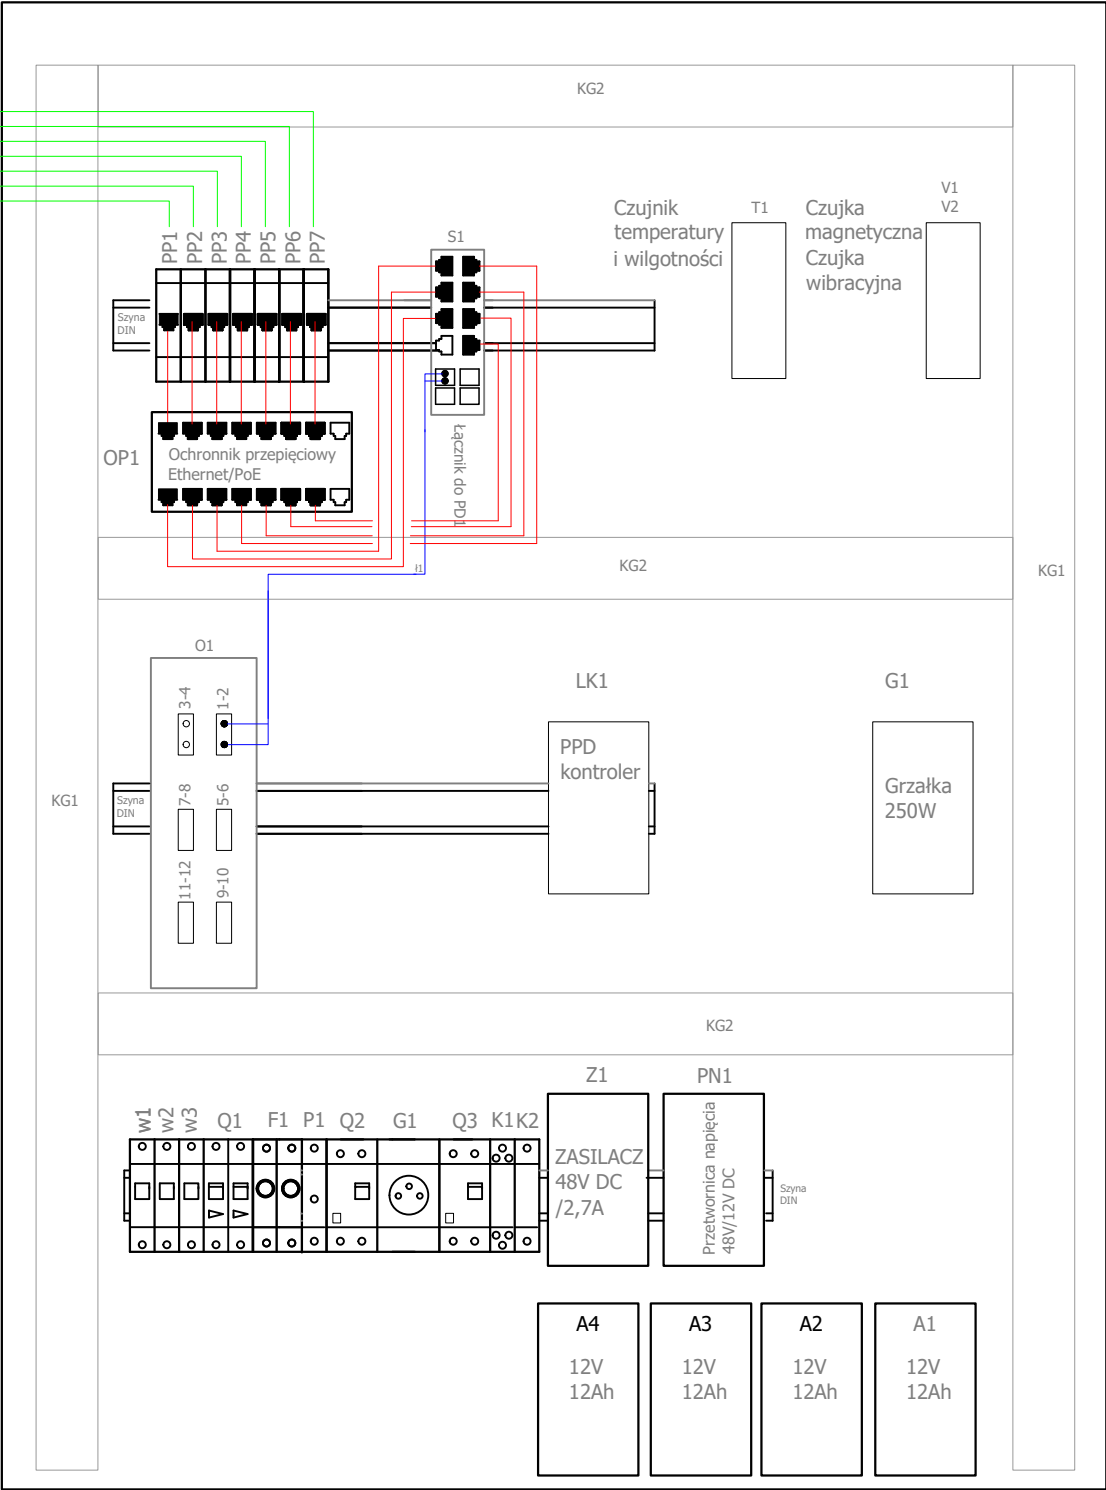 KG2
PP1
PP2
PP3
PP4
PP5
PP6
PP7
S1
Czujnik
temperatury
i wilgotności
T1
Czujka
magnetyczna
Czujka
wibracyjna
V1
V2
Szyna
DIN
OP1
Ochronnik przepięciowy
Ethernet/PoE
Łącznik do PD1
ł1
KG2
KG1
O1
3-4
1-2
7-8
5-6
11-12
9-10
Szyna
DIN
KG1
LK1
PPD
kontroler
G1
Grzałka
250W
KG2
w1
w2
w3
Q1
F1
P1
Q2
G1
Q3
K1
K2
Z1
ZASILACZ
48V DC
/2,7A
PN1
Przetwornica napięcia
48V/12V DC
Szyna
DIN
A4
12V
12Ah
A3
12V
12Ah
A2
12V
12Ah
A1
12V
12Ah